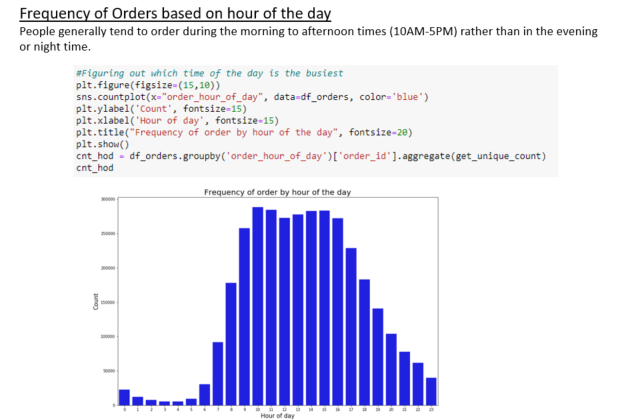 Frequency of Orders based on hour of the day
People generally tend to order during the morning to afternoon times (10AM-5PM) rather than in the evening
or night time.
#Figuring out which time of the day is the busiest
plt.figure(figsize=(15,10))
sns.countplot(x="order_hour_of_day", data=df_orders, color='blue')
plt.ylabel('Count', fontsize=15)
plt.xlabel('Hour of day', fontsize=15)
plt.title("Frequency of order by hour of the day", fontsize=20)
plt.show()
cnt_hod = df_orders.groupby('order_hour_of_day')['order_id'].aggregate(get_unique_count)
cnt_hod
Frequency of order by hour of the day
300000
250000
200000
150000
100000
50000
0
Count
0 1 2 3 4 5 6 7 8 9 10 11 12 13 14 15 16 17 18 19 20 21 22 23
Hour of day